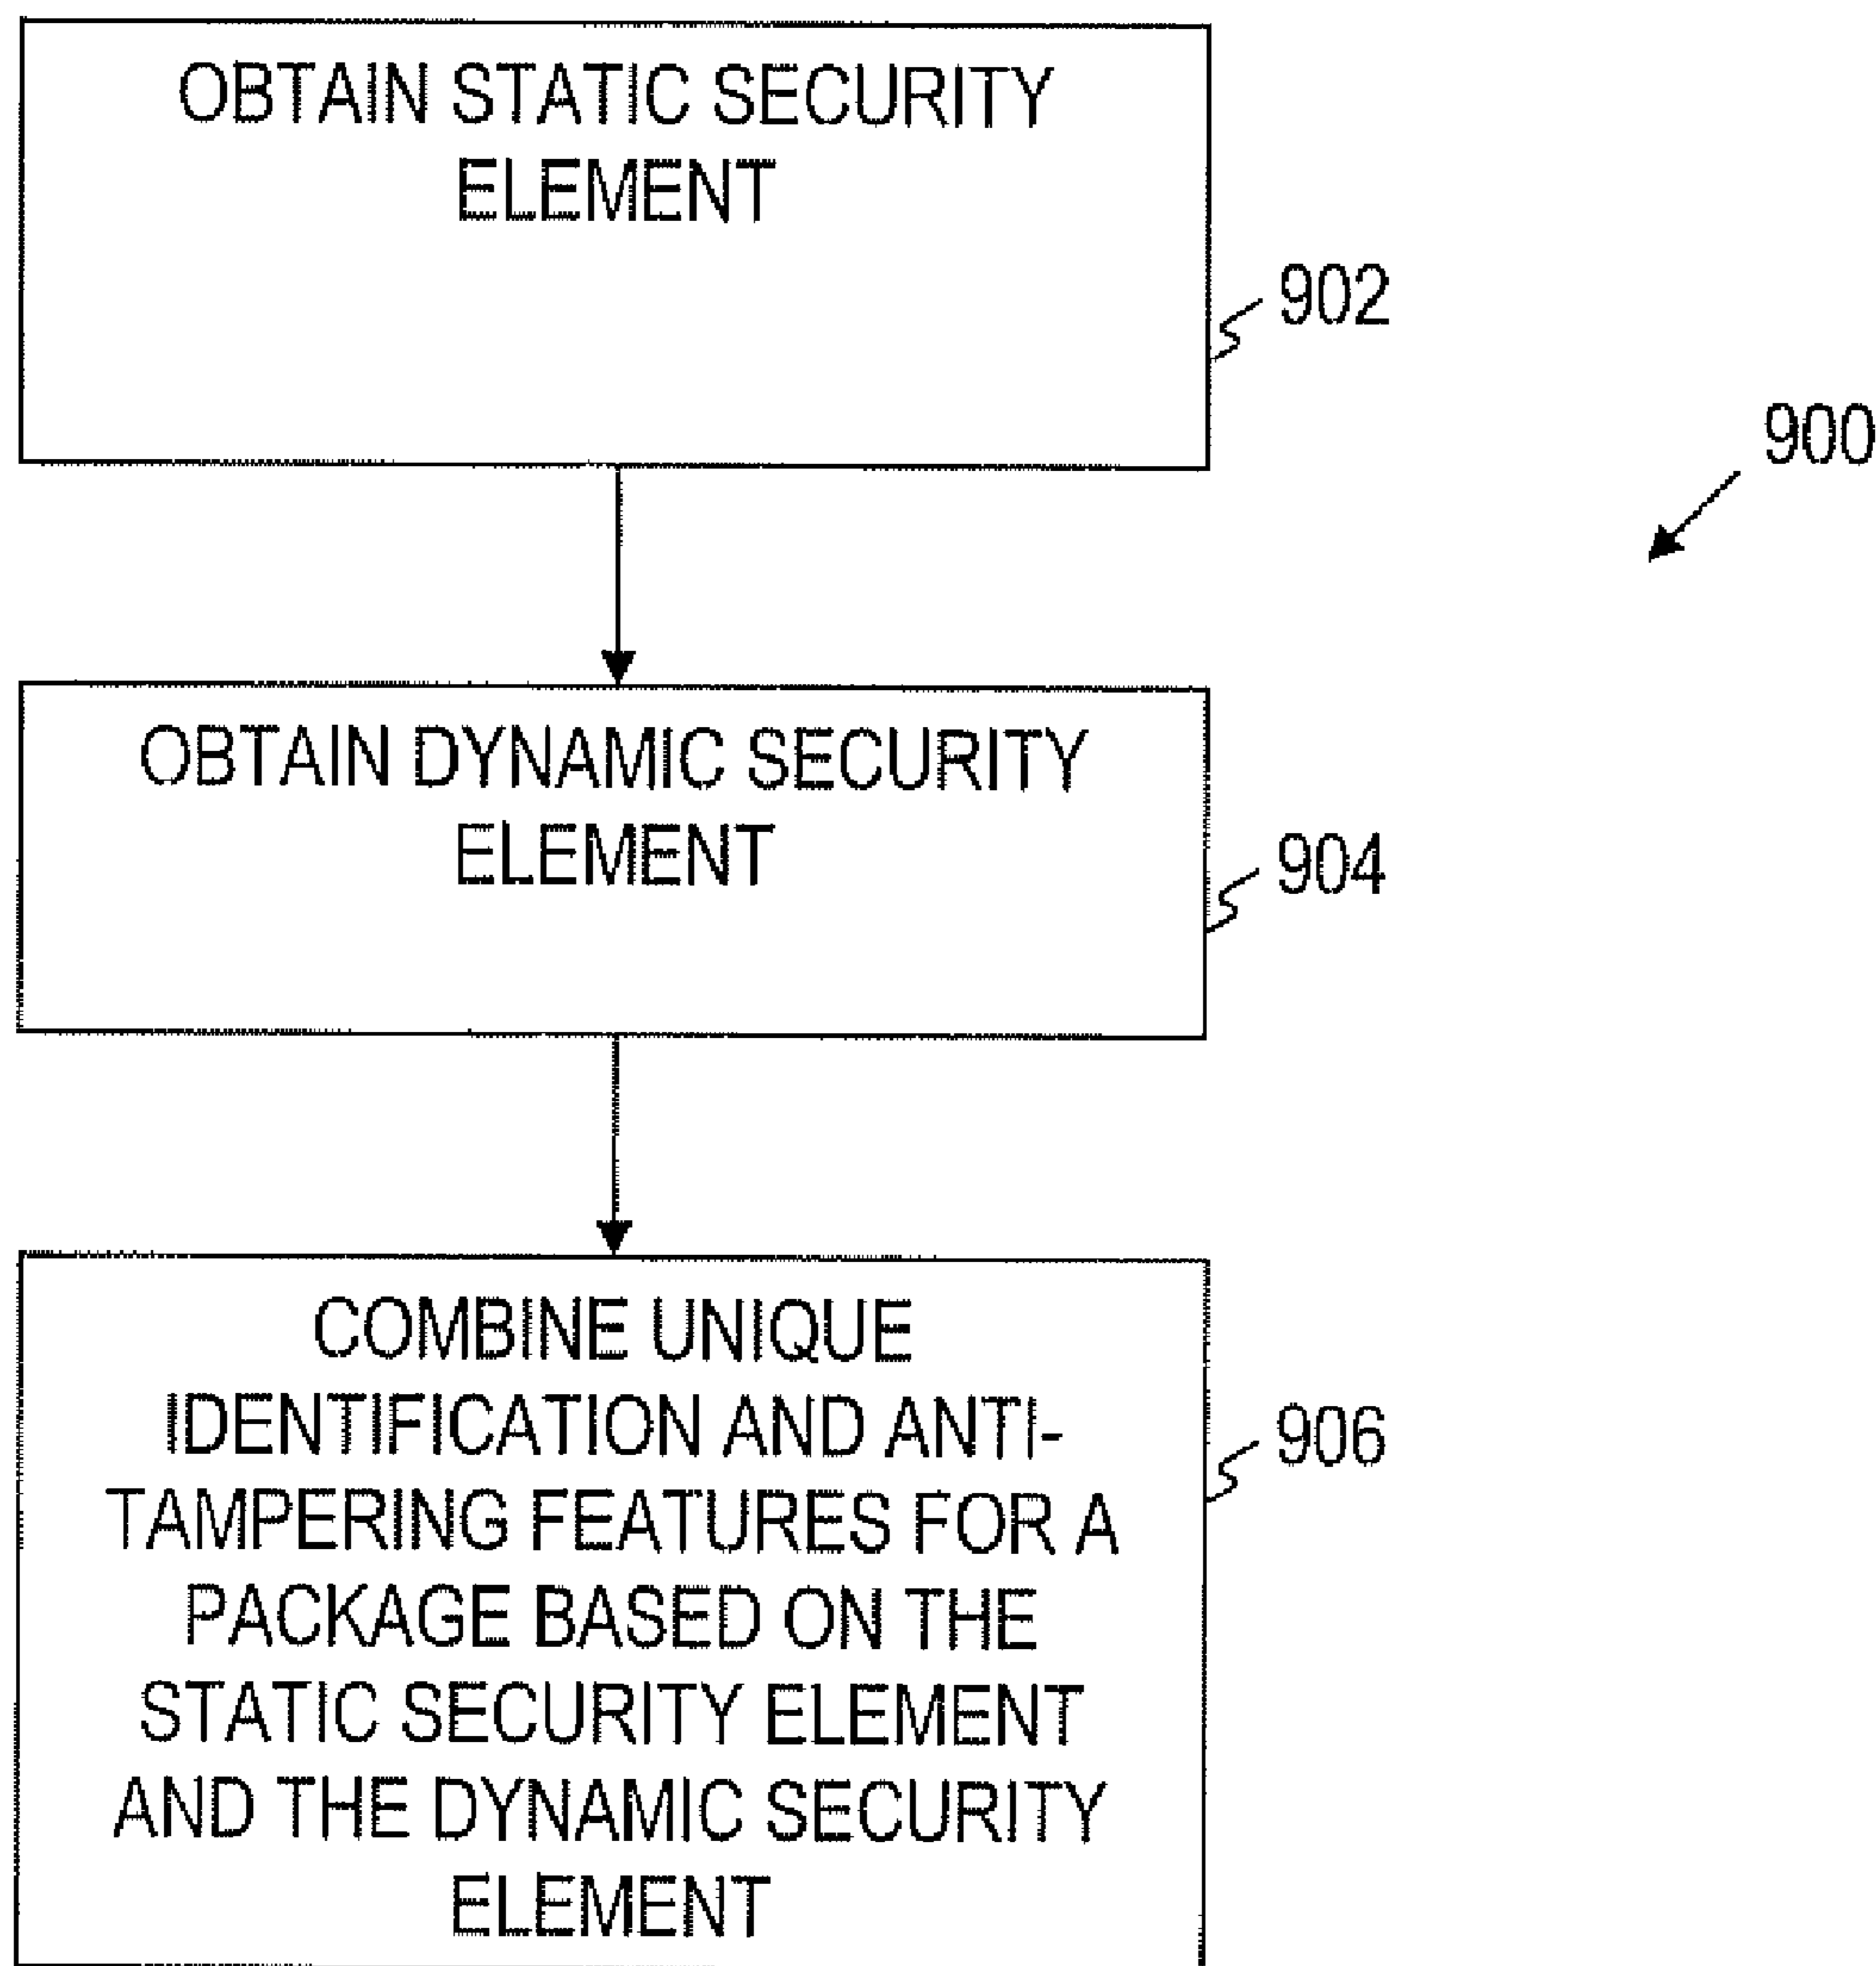 OBTAIN STATIC SECURITY
ELEMENT
902
900
OBTAIN DYNAMIC SECURITY
ELEMENT
904
COMBINE UNIQUE
IDENTIFICATION AND ANTI-
TAMPERING FEATURES FOR A
PACKAGE BASED ON THE
STATIC SECURITY ELEMENT
AND THE DYNAMIC SECURITY
ELEMENT
906